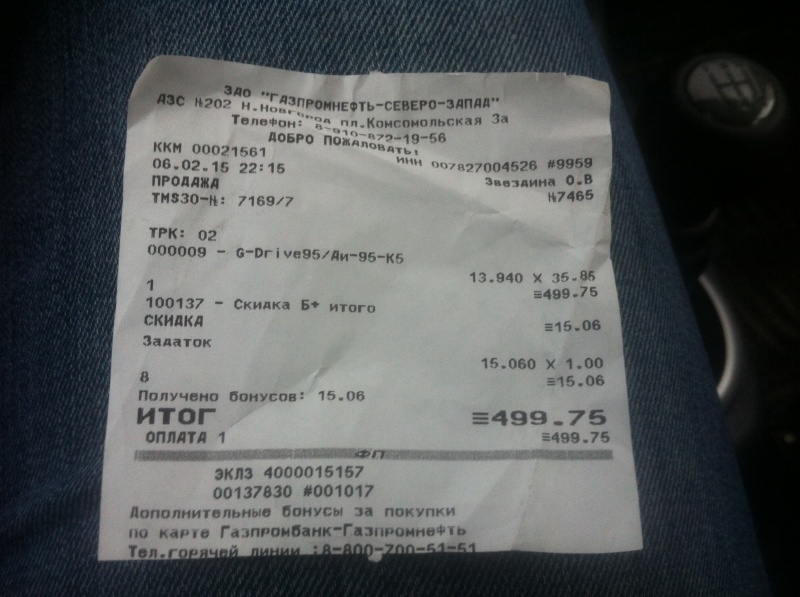 ЗАО "ГАЗПРОМНЕФТЬ-СЕВЕРО-ЗАПАД"
АЗС №202 Н.Новгород пл.Комсомольская 3а
Телефон: 8-910-872-19-56
ДОБРО ПОЖАЛОВАТЬ!
ККМ 00021561 ИНН 007827004526 #9959
06.02.15 22:15 Звездина О.В
ПРОДАЖА №7465
TMS30-№: 7169/7
ТРК: 02
000009 - G-Drive95/Аи-95-К5
13.940 X 35.85
1 ≡499.75
100137 - Скидка Б+ итого
СКИДКА ≡15.06
Задаток
15.060 X 1.00
8 ≡15.06
Получено бонусов: 15.06
ИТОГ ≡499.75
ОПЛАТА 1 ≡499.75
ФП
ЭКЛЗ 4000015157
00137830 #001017
Дополнительные бонусы за покупки
по карте Газпромбанк-Газпромнефть
Тел.горячей линии :8-800-700-51-51